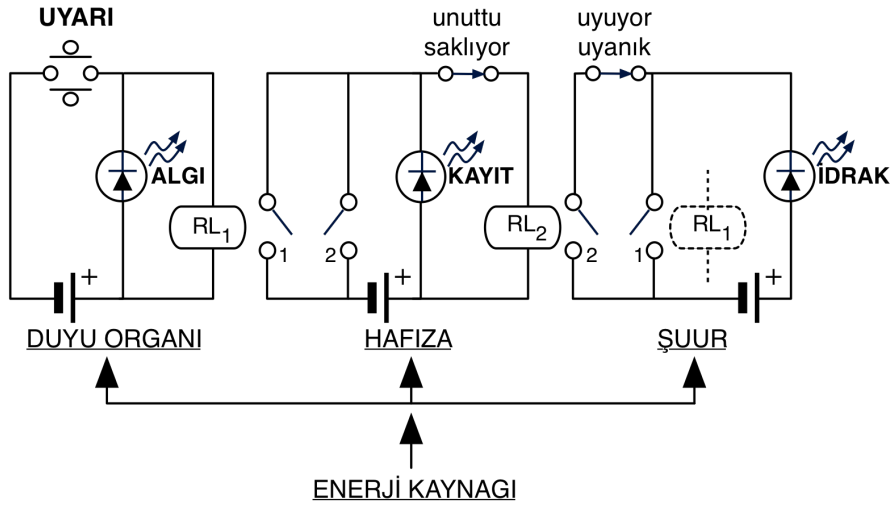 UYARI
unuttu
saklıyor
uyuyor
uyanık
ALGI
KAYIT
İDRAK
RL1
1
2
RL2
2
1
RL1
+
+
+
DUYU ORGANI
HAFIZA
ŞUUR
ENERJİ KAYNAGI